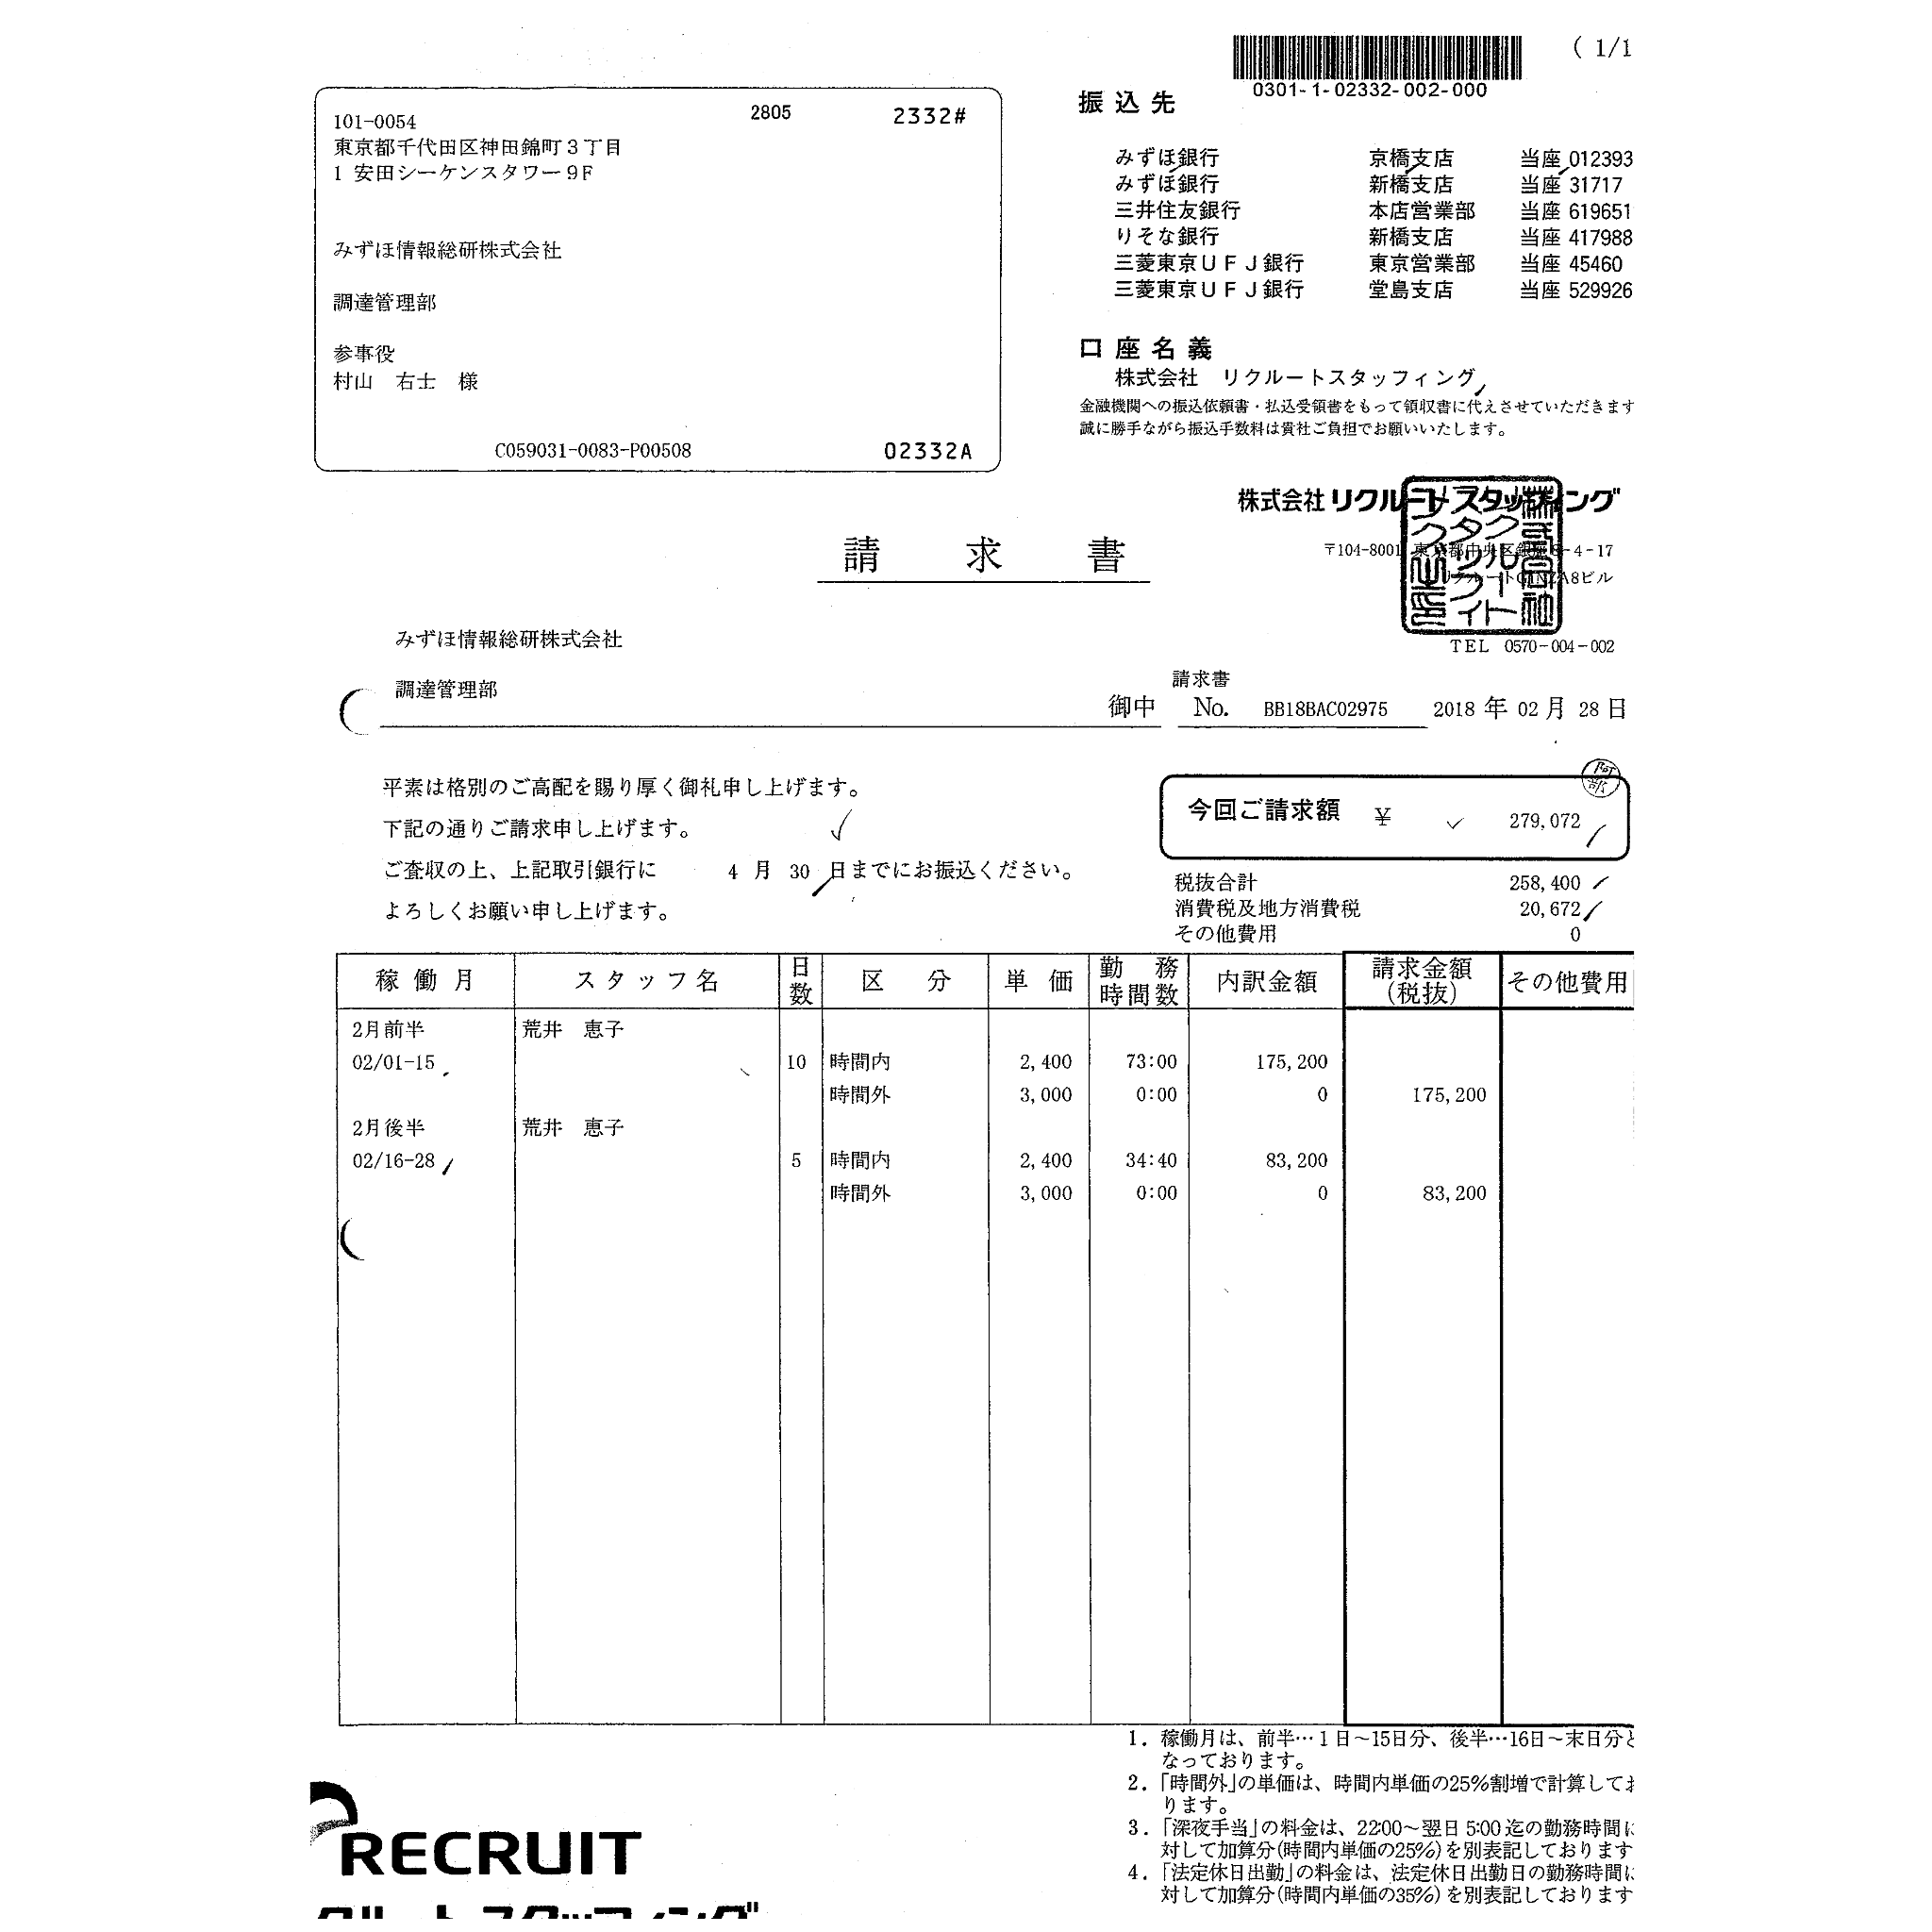 ( 1/1
0301-1-02332-002-000
101-0054 2805 2332#
東京都千代田区神田錦町3丁目
1 安田シーケンスタワー9F
みずほ情報総研株式会社
調達管理部
参事役
村山 右士 様
C059031-0083-P00508 02332A
振込先
みずほ銀行 京橋支店 当座 012393
みずほ銀行 新橋支店 当座 31717
三井住友銀行 本店営業部 当座 619651
りそな銀行 新橋支店 当座 417988
三菱東京UFJ銀行 東京営業部 当座 45460
三菱東京UFJ銀行 堂島支店 当座 529926
口座名義
株式会社 リクルートスタッフィング
金融機関への振込依頼書・払込受領書をもって領収書に代えさせていただきます
誠に勝手ながら振込手数料は貴社ご負担でお願いいたします。
株式会社リクルートスタッフィング
〒104-8001 東京都中央区銀座8-4-17
リクルートGINZA8ビル
TEL 0570-004-002
請求書
みずほ情報総研株式会社
調達管理部 御中
請求書
No. BB18BAC02975 2018年02月28日
平素は格別のご高配を賜り厚く御礼申し上げます。
下記の通りご請求申し上げます。
ご査収の上、上記取引銀行に 4月30日までにお振込ください。
よろしくお願い申し上げます。
阿部
今回ご請求額 ¥ 279,072
税抜合計 258,400
消費税及地方消費税 20,672
その他費用 0
稼働月 スタッフ名 日数 区分 単価 勤務時間数 内訳金額 請求金額(税抜) その他費用
2月前半 荒井 恵子
02/01-15 10 時間内 2,400 73:00 175,200
時間外 3,000 0:00 0 175,200
2月後半 荒井 恵子
02/16-28 5 時間内 2,400 34:40 83,200
時間外 3,000 0:00 0 83,200
1. 稼働月は、前半…1日～15日分、後半…16日～末日分と
なっております。
2.「時間外」の単価は、時間内単価の25%割増で計算してお
ります。
3.「深夜手当」の料金は、22:00～翌日5:00迄の勤務時間に
対して加算分(時間内単価の25%)を別表記しております
4.「法定休日出勤」の料金は、法定休日出勤日の勤務時間に
対して加算分(時間内単価の35%)を別表記しております
RECRUIT
リクルートスタッフィング